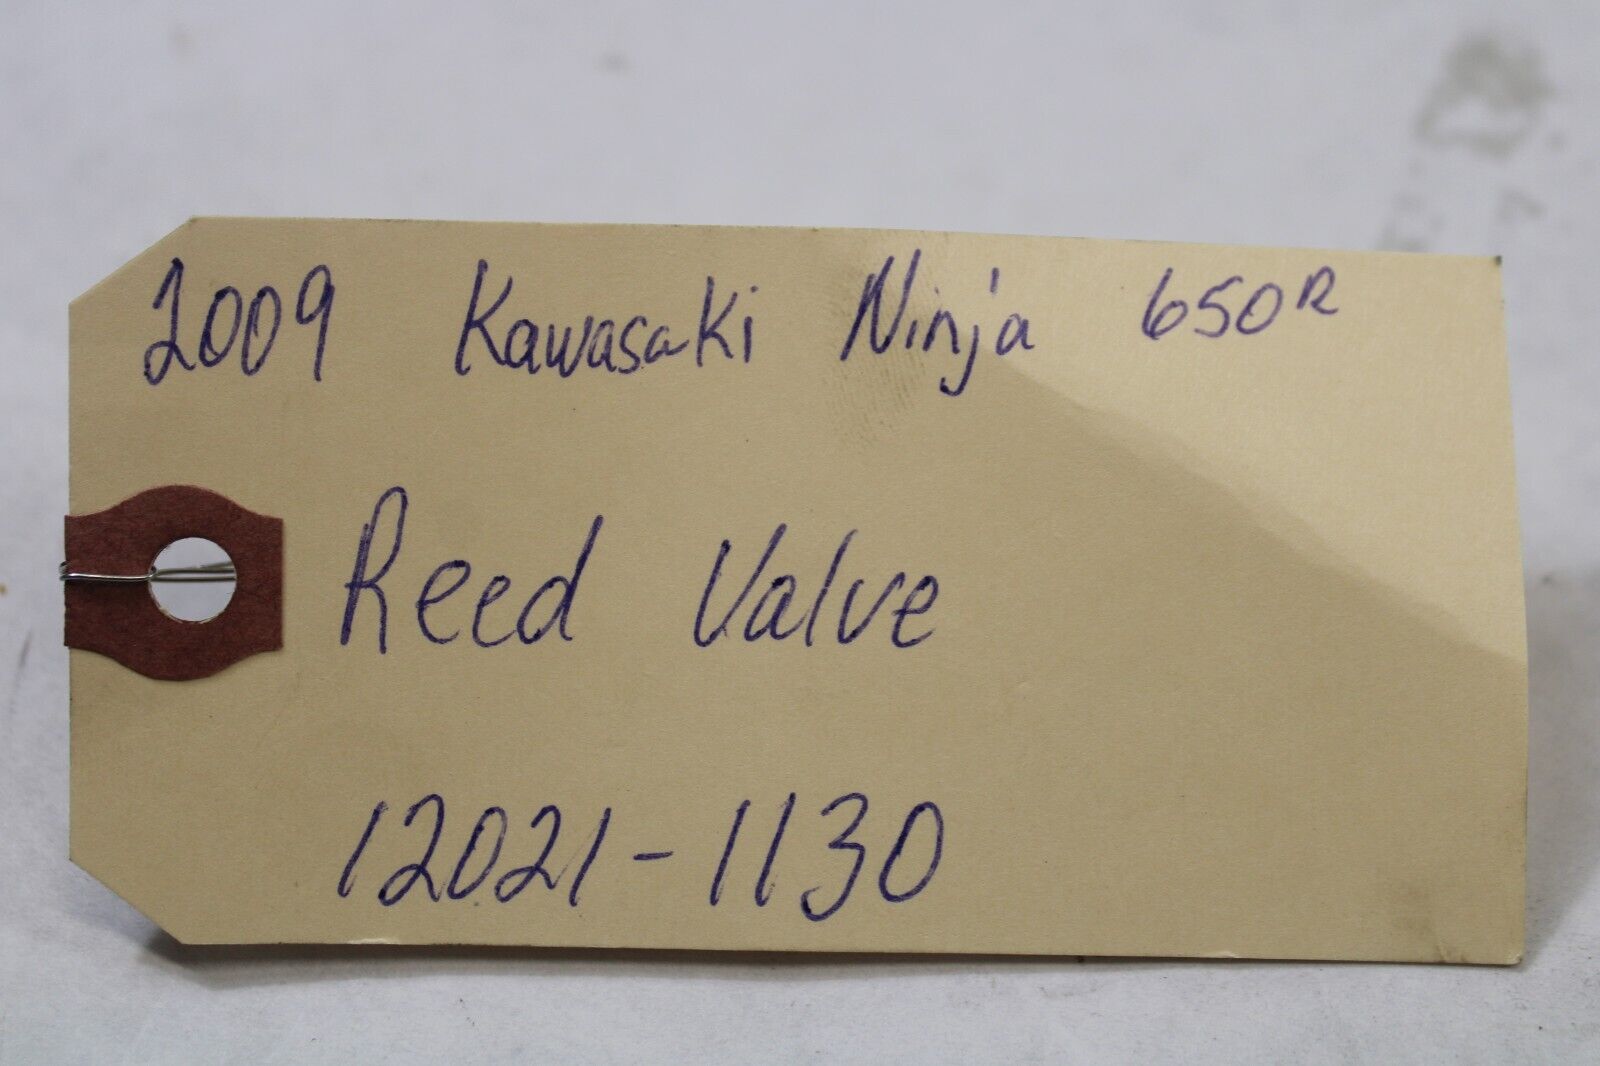 2009 Kawasaki Ninja 650R
Reed Valve
12021-1130